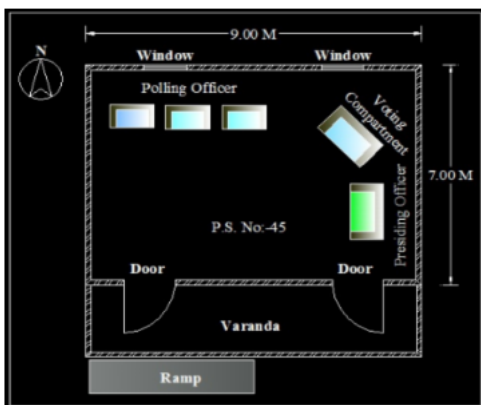 9.00 M
N
Window
Window
Polling Officer
Voting
Compartment
7.00 M
Presiding Officer
P.S. No:-45
Door
Door
Varanda
Ramp